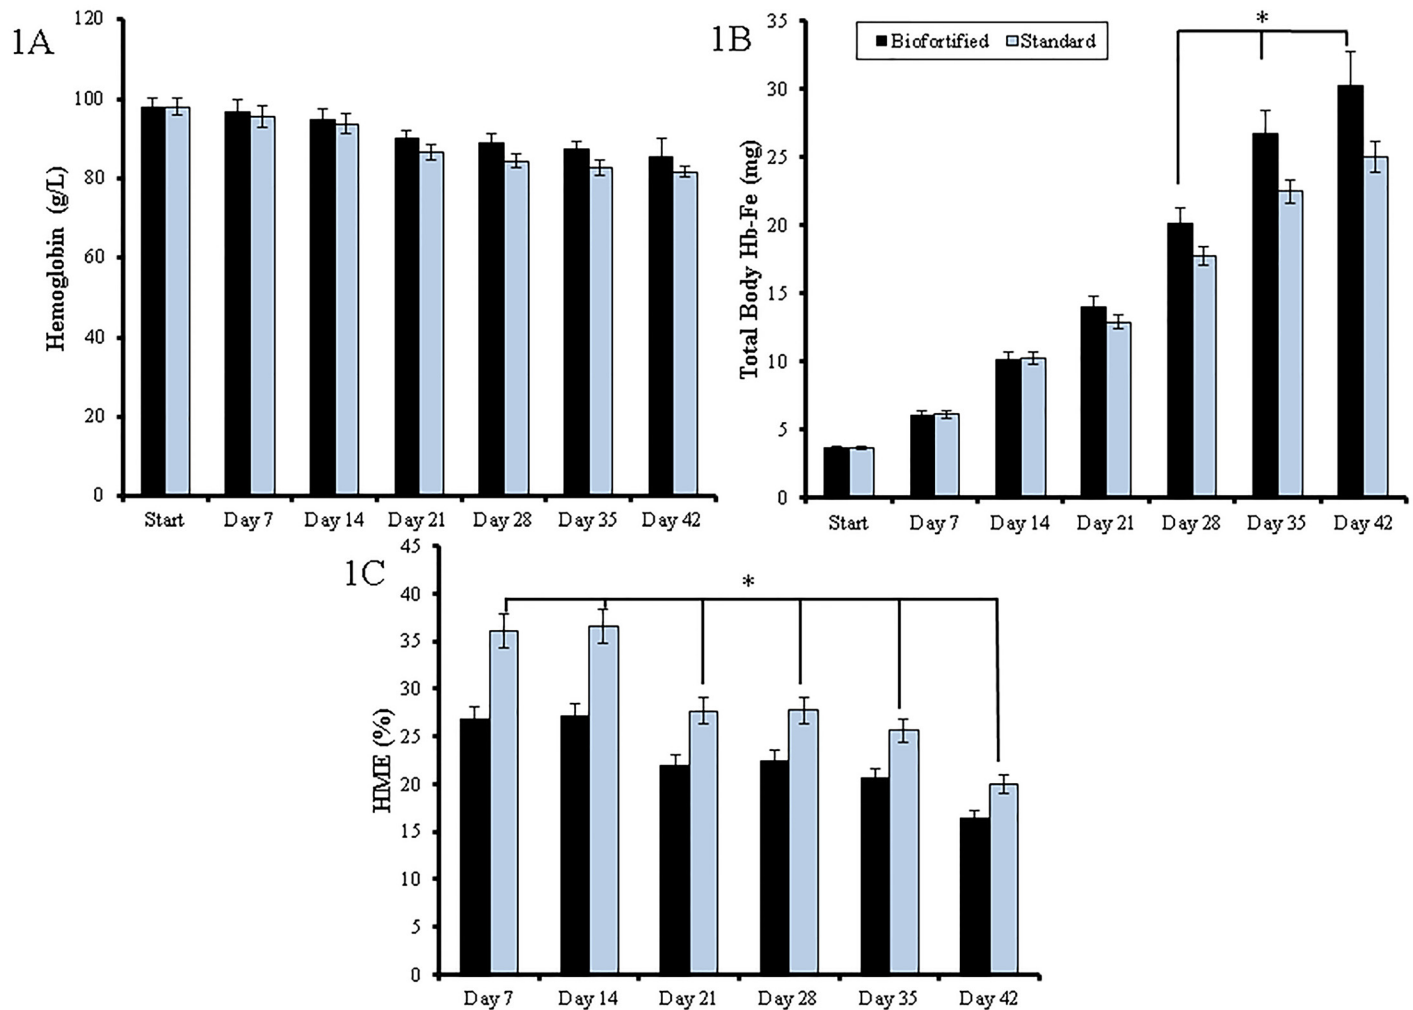 1A
Hemoglobin (g/L)
120
100
80
60
40
20
0
Start Day 7 Day 14 Day 21 Day 28 Day 35 Day 42
1B
Biofortified Standard
*
Total Body Hb-Fe (mg)
35
30
25
20
15
10
5
0
Start Day 7 Day 14 Day 21 Day 28 Day 35 Day 42
1C
*
HME (%)
45
40
35
30
25
20
15
10
5
0
Day 7 Day 14 Day 21 Day 28 Day 35 Day 42